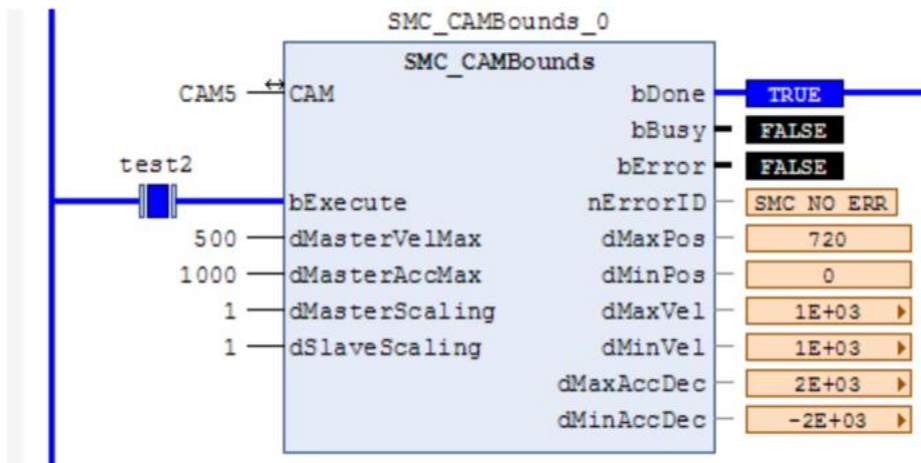 SMC_CAMBounds_0
SMC_CAMBounds
CAM5 CAM bDone TRUE
bBusy FALSE
test2 bError FALSE
bExecute nErrorID SMC NO ERR
500 dMasterVelMax dMaxPos 720
1000 dMasterAccMax dMinPos 0
1 dMasterScaling dMaxVel 1E+03
1 dSlaveScaling dMinVel 1E+03
dMaxAccDec 2E+03
dMinAccDec -2E+03